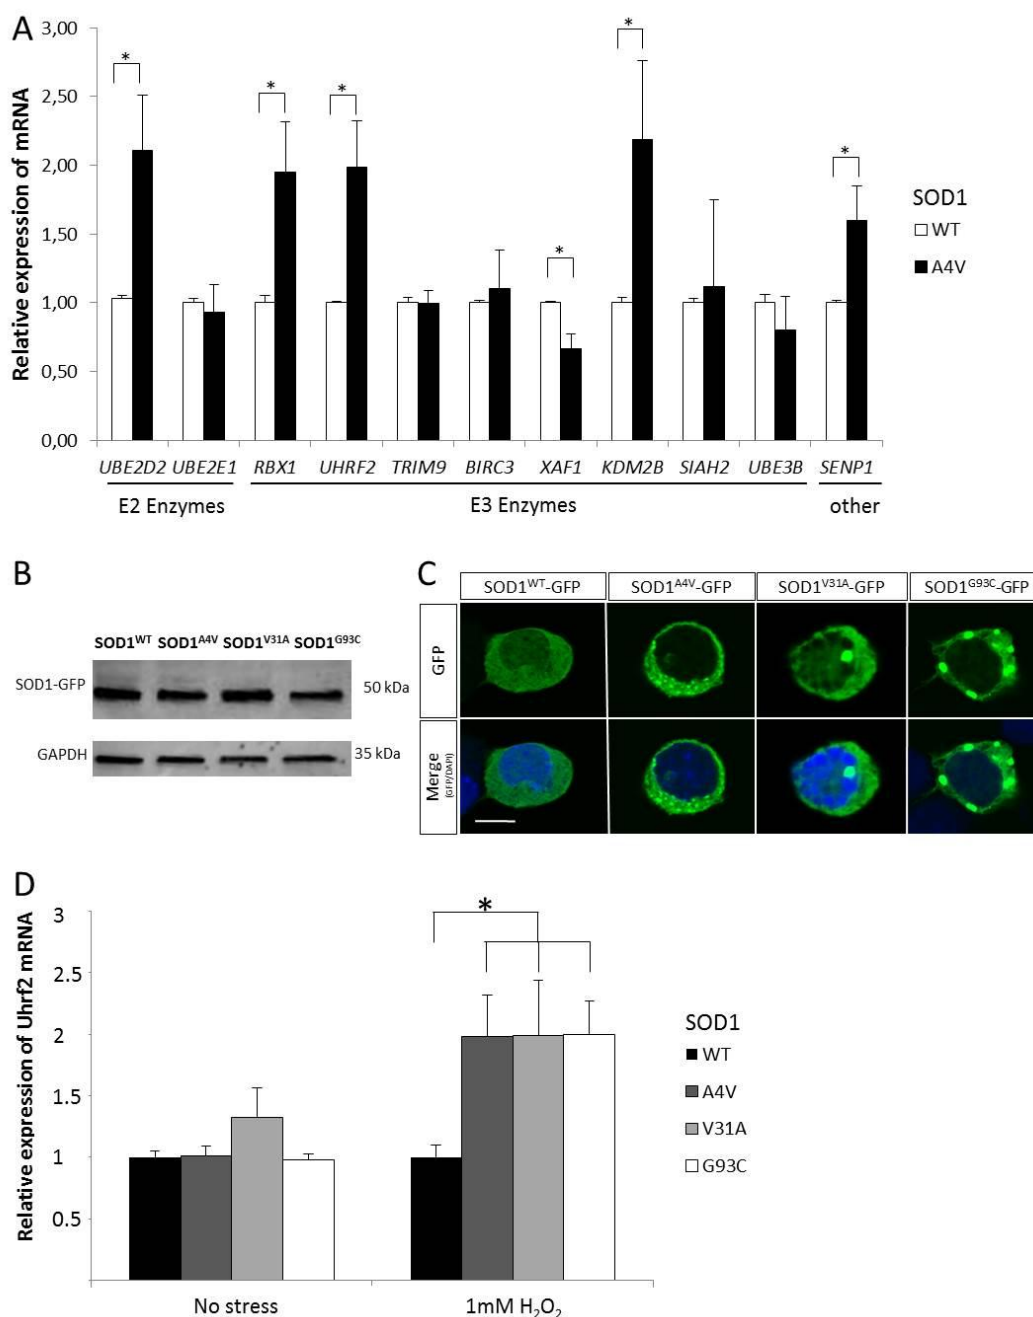 A
Relative expression of mRNA
3,00
2,50
2,00
1,50
1,00
0,50
0,00
* * * * * *
SOD1
WT
A4V
UBE2D2 UBE2E1 RBX1 UHRF2 TRIM9 BIRC3 XAF1 KDM2B SIAH2 UBE3B SENP1
E2 Enzymes E3 Enzymes other
B
SOD1WT SOD1A4V SOD1V31A SOD1G93C
SOD1-GFP 50 kDa
GAPDH 35 kDa
C
SOD1WT-GFP SOD1A4V-GFP SOD1V31A-GFP SOD1G93C-GFP
GFP
Merge
(GFP/DAPI)
D
Relative expression of Uhrf2 mRNA
3
2.5
2
1.5
1
0.5
*
SOD1
WT
A4V
V31A
G93C
No stress 1mM H2O2